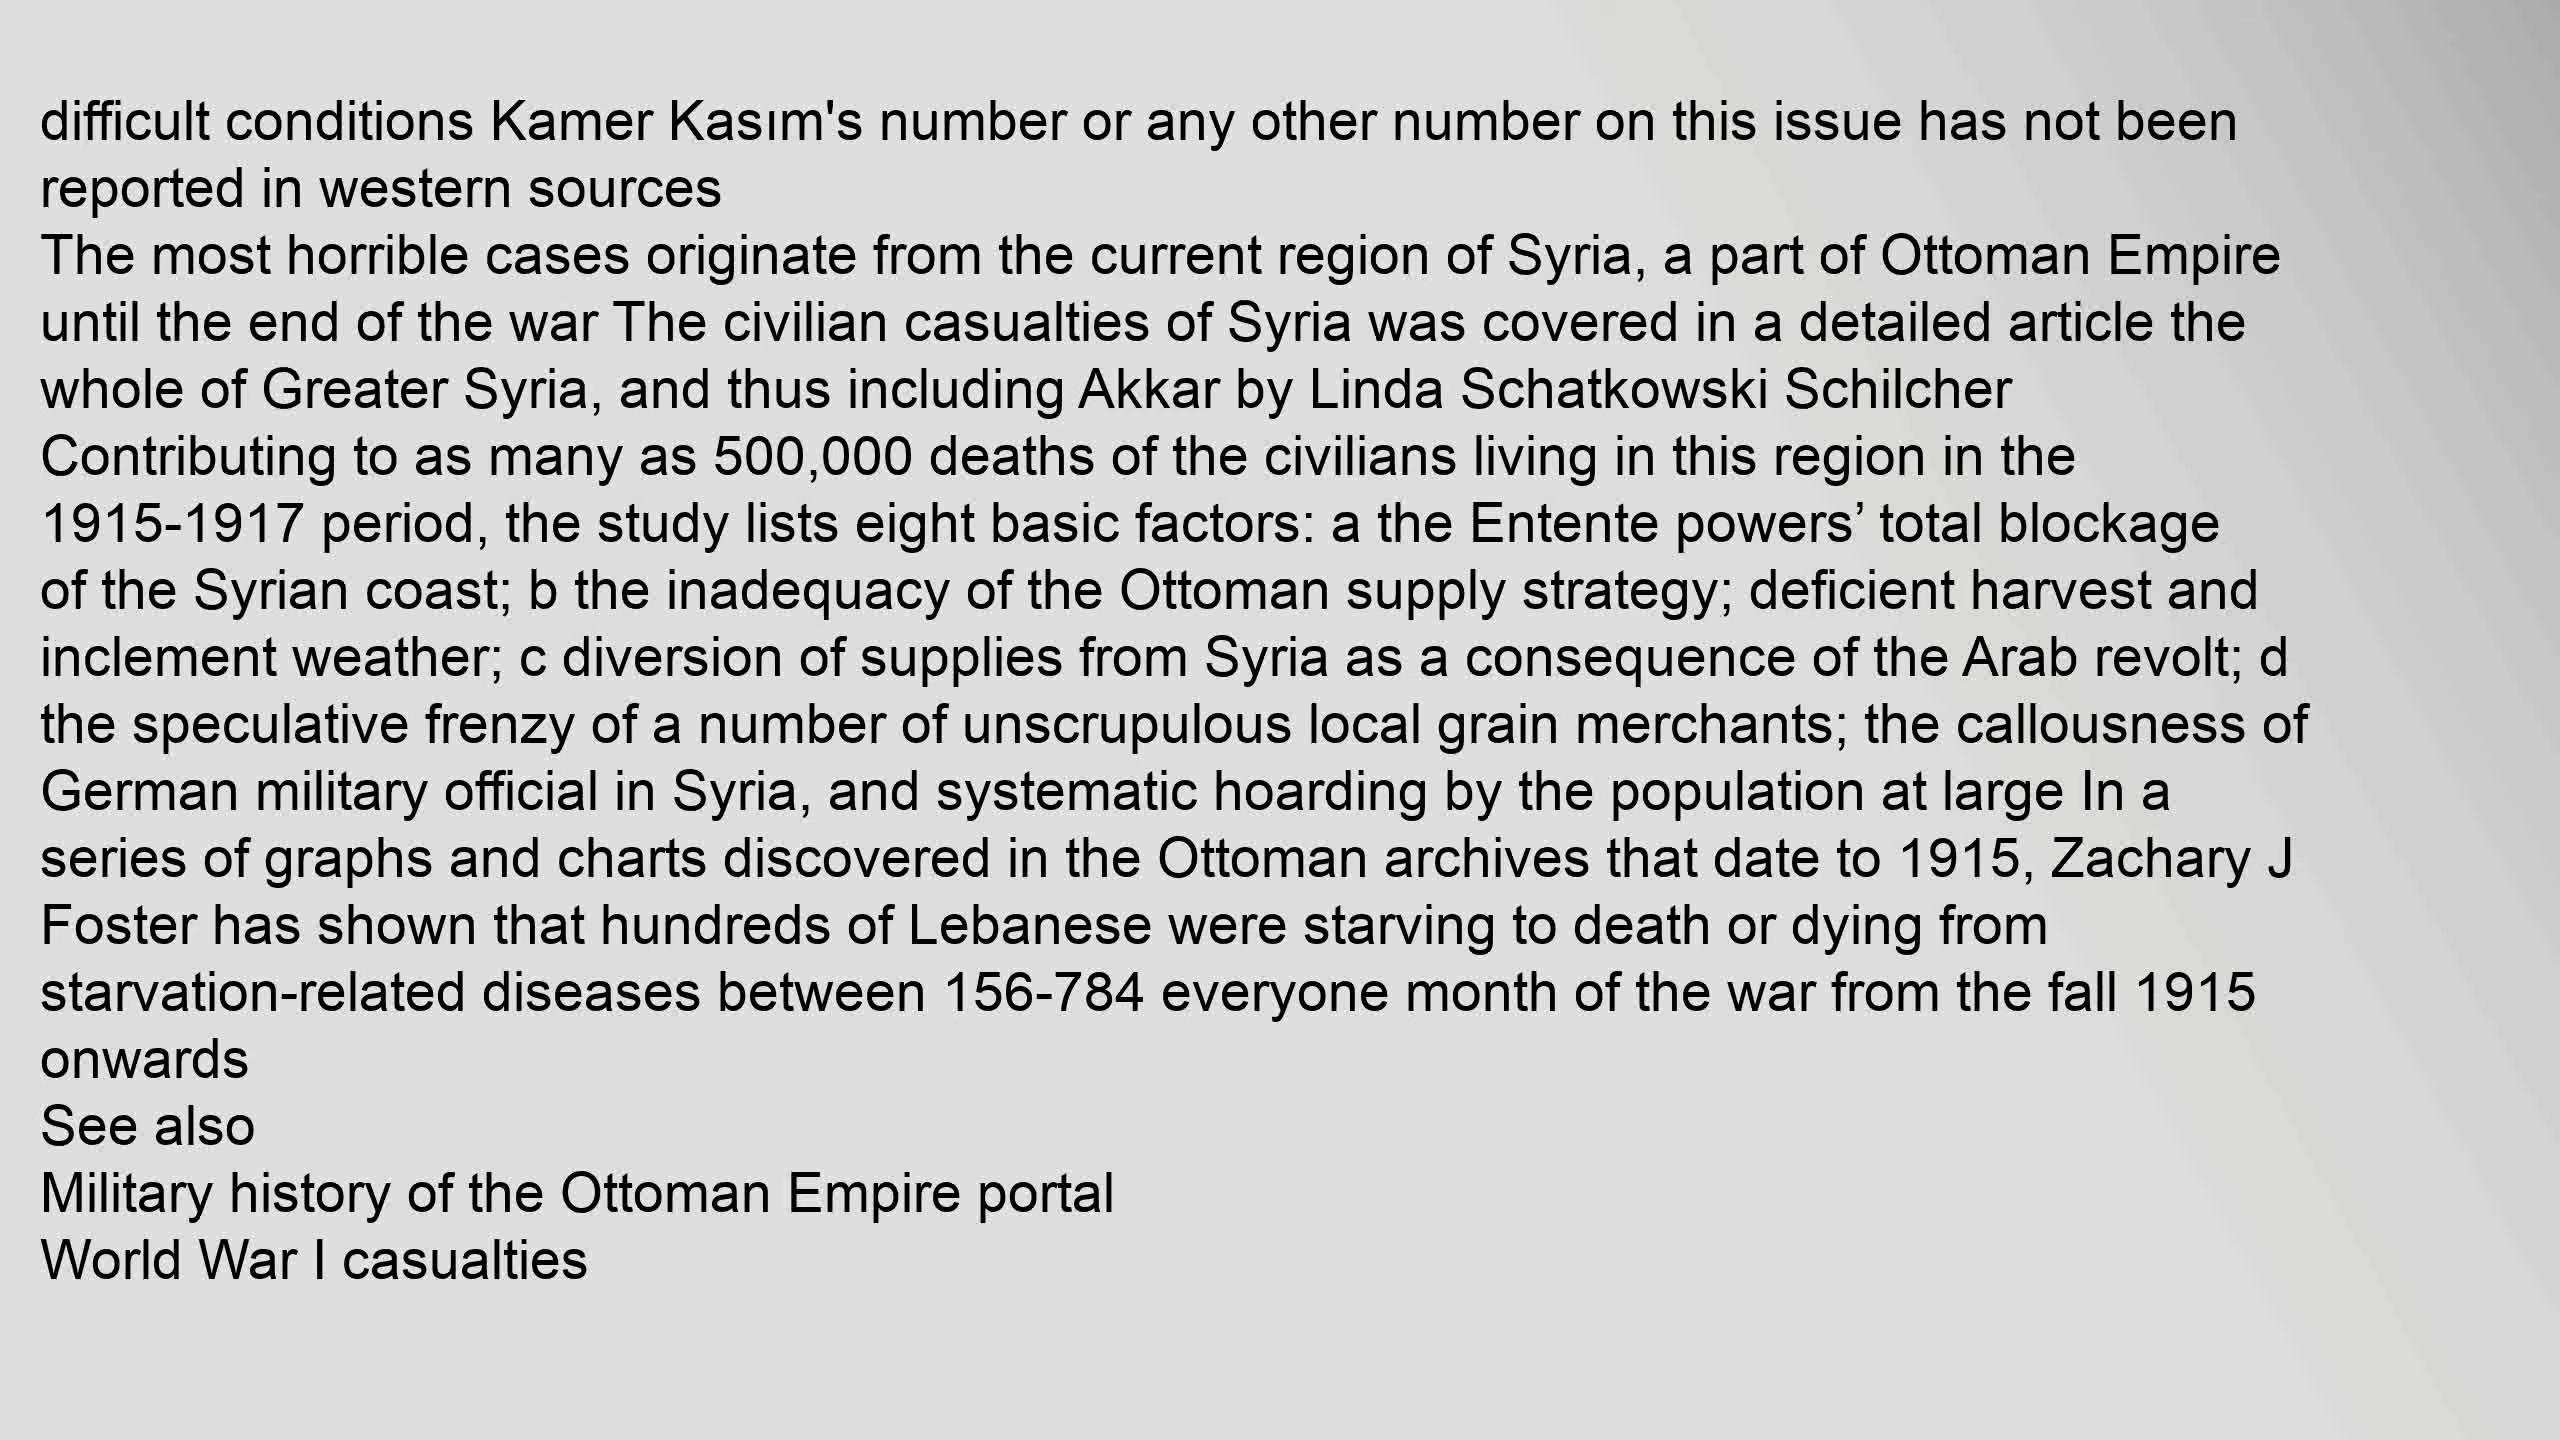 difficult conditions Kamer Kasım's number or any other number on this issue has not been
reported in western sources
The most horrible cases originate from the current region of Syria, a part of Ottoman Empire
until the end of the war The civilian casualties of Syria was covered in a detailed article the
whole of Greater Syria, and thus including Akkar by Linda Schatkowski Schilcher
Contributing to as many as 500,000 deaths of the civilians living in this region in the
1915-1917 period, the study lists eight basic factors: a the Entente powers’ total blockage
of the Syrian coast; b the inadequacy of the Ottoman supply strategy; deficient harvest and
inclement weather; c diversion of supplies from Syria as a consequence of the Arab revolt; d
the speculative frenzy of a number of unscrupulous local grain merchants; the callousness of
German military official in Syria, and systematic hoarding by the population at large In a
series of graphs and charts discovered in the Ottoman archives that date to 1915, Zachary J
Foster has shown that hundreds of Lebanese were starving to death or dying from
starvation-related diseases between 156-784 everyone month of the war from the fall 1915
onwards
See also
Military history of the Ottoman Empire portal
World War I casualties